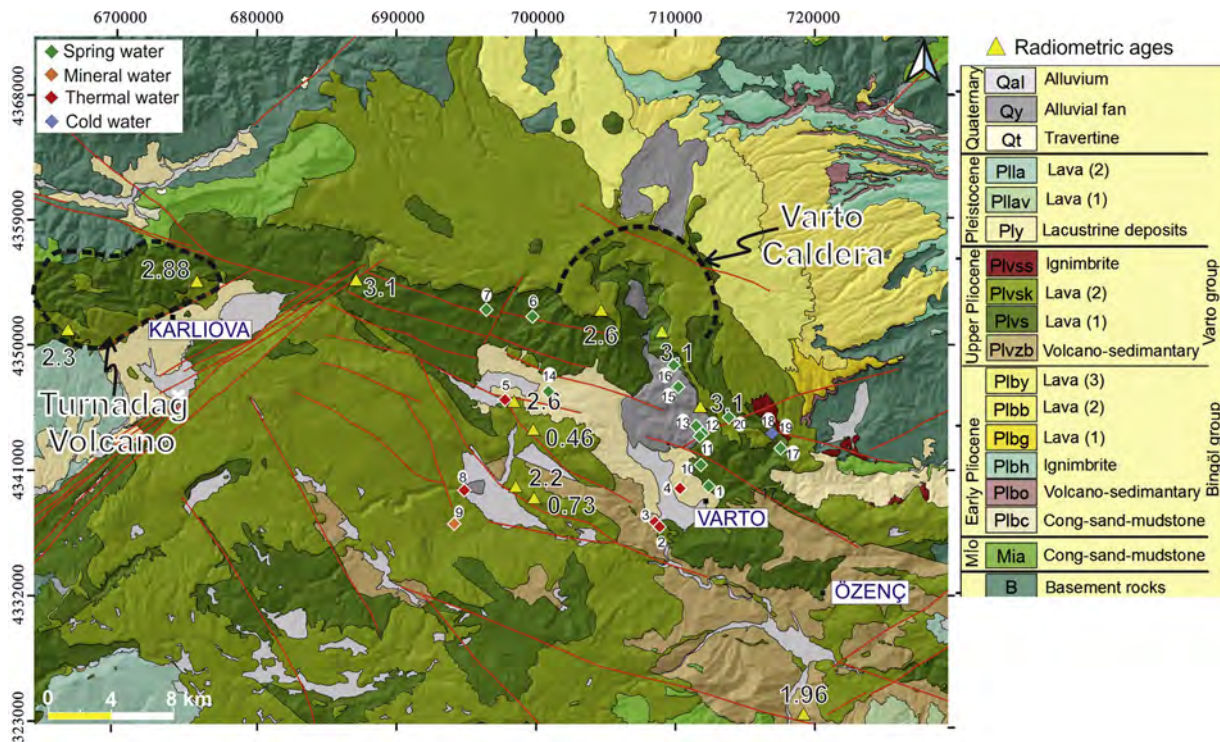 670000 680000 690000 700000 710000 720000
4368000
4359000
4350000
4341000
4332000
4323000
Spring water
Mineral water
Thermal water
Cold water
Varto
Caldera
2.88
3.1
7
6
2.6
KARLIOVA
2.3
3.1
14
16
5
15
Turnadag
Volcano
2.6
3.1
13
12
20
18
19
0.46
11
17
10
8
2.2
4
1
0.73
9
3
VARTO
2
ÖZENÇ
1.96
0 4 8 km
Radiometric ages
Quaternary
Qal Alluvium
Qy Alluvial fan
Qt Travertine
Pleistocene
Plla Lava (2)
Pllav Lava (1)
Ply Lacustrine deposits
Upper Pliocene
Plvss Ignimbrite
Plvsk Lava (2)
Plvs Lava (1)
Plvzb Volcano-sedimantary
Varto group
Early Pliocene
Plby Lava (3)
Plbb Lava (2)
Plbg Lava (1)
Plbh Ignimbrite
Plbo Volcano-sedimantary
Plbc Cong-sand-mudstone
Bingöl group
Mio
Mia Cong-sand-mudstone
B Basement rocks